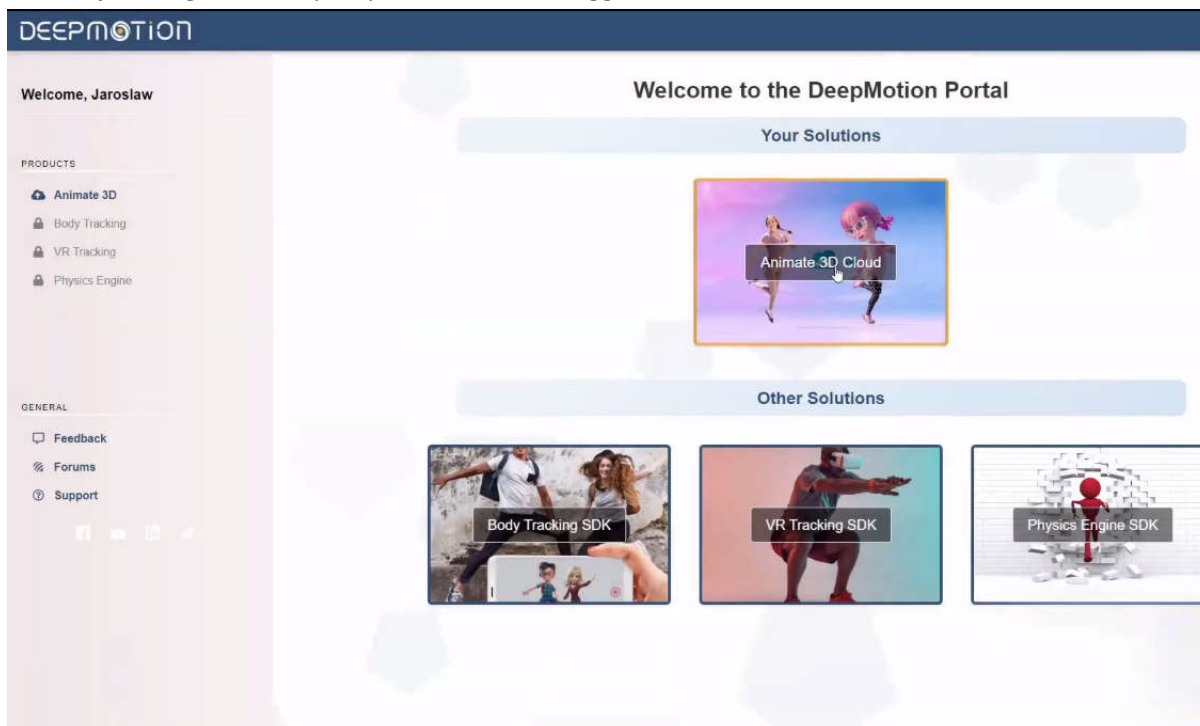 DEEPMOTION
Welcome, Jaroslaw
PRODUCTS
Animate 3D
Body Tracking
VR Tracking
Physics Engine
GENERAL
Feedback
Forums
Support
Welcome to the DeepMotion Portal
Your Solutions
Animate 3D Cloud
Other Solutions
Body Tracking SDK
VR Tracking SDK
Physics Engine SDK